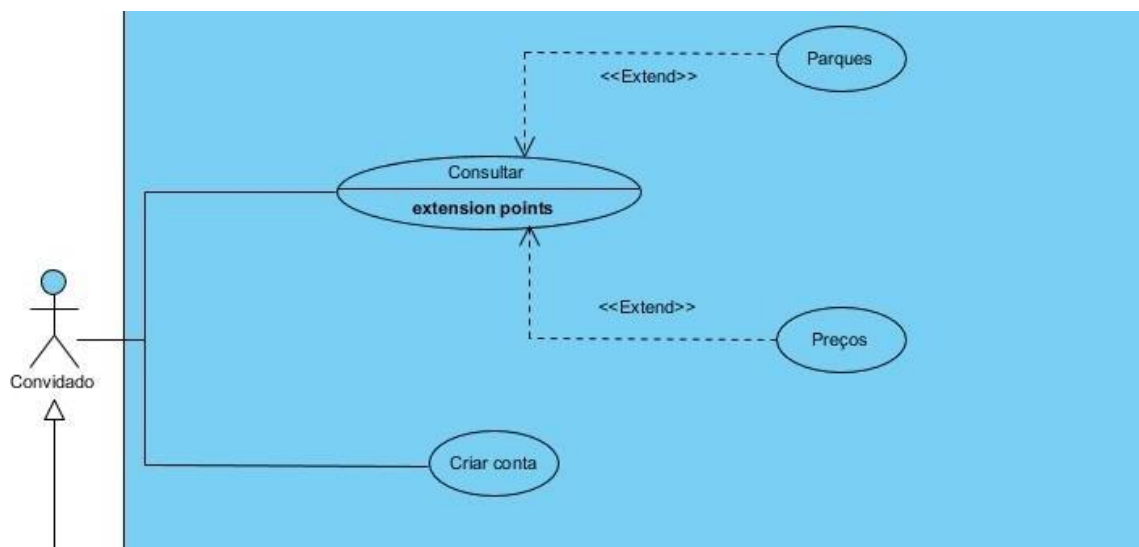 Parques
<<Extend>>
Consultar
extension points
<<Extend>>
Preços
Convidado
Criar conta